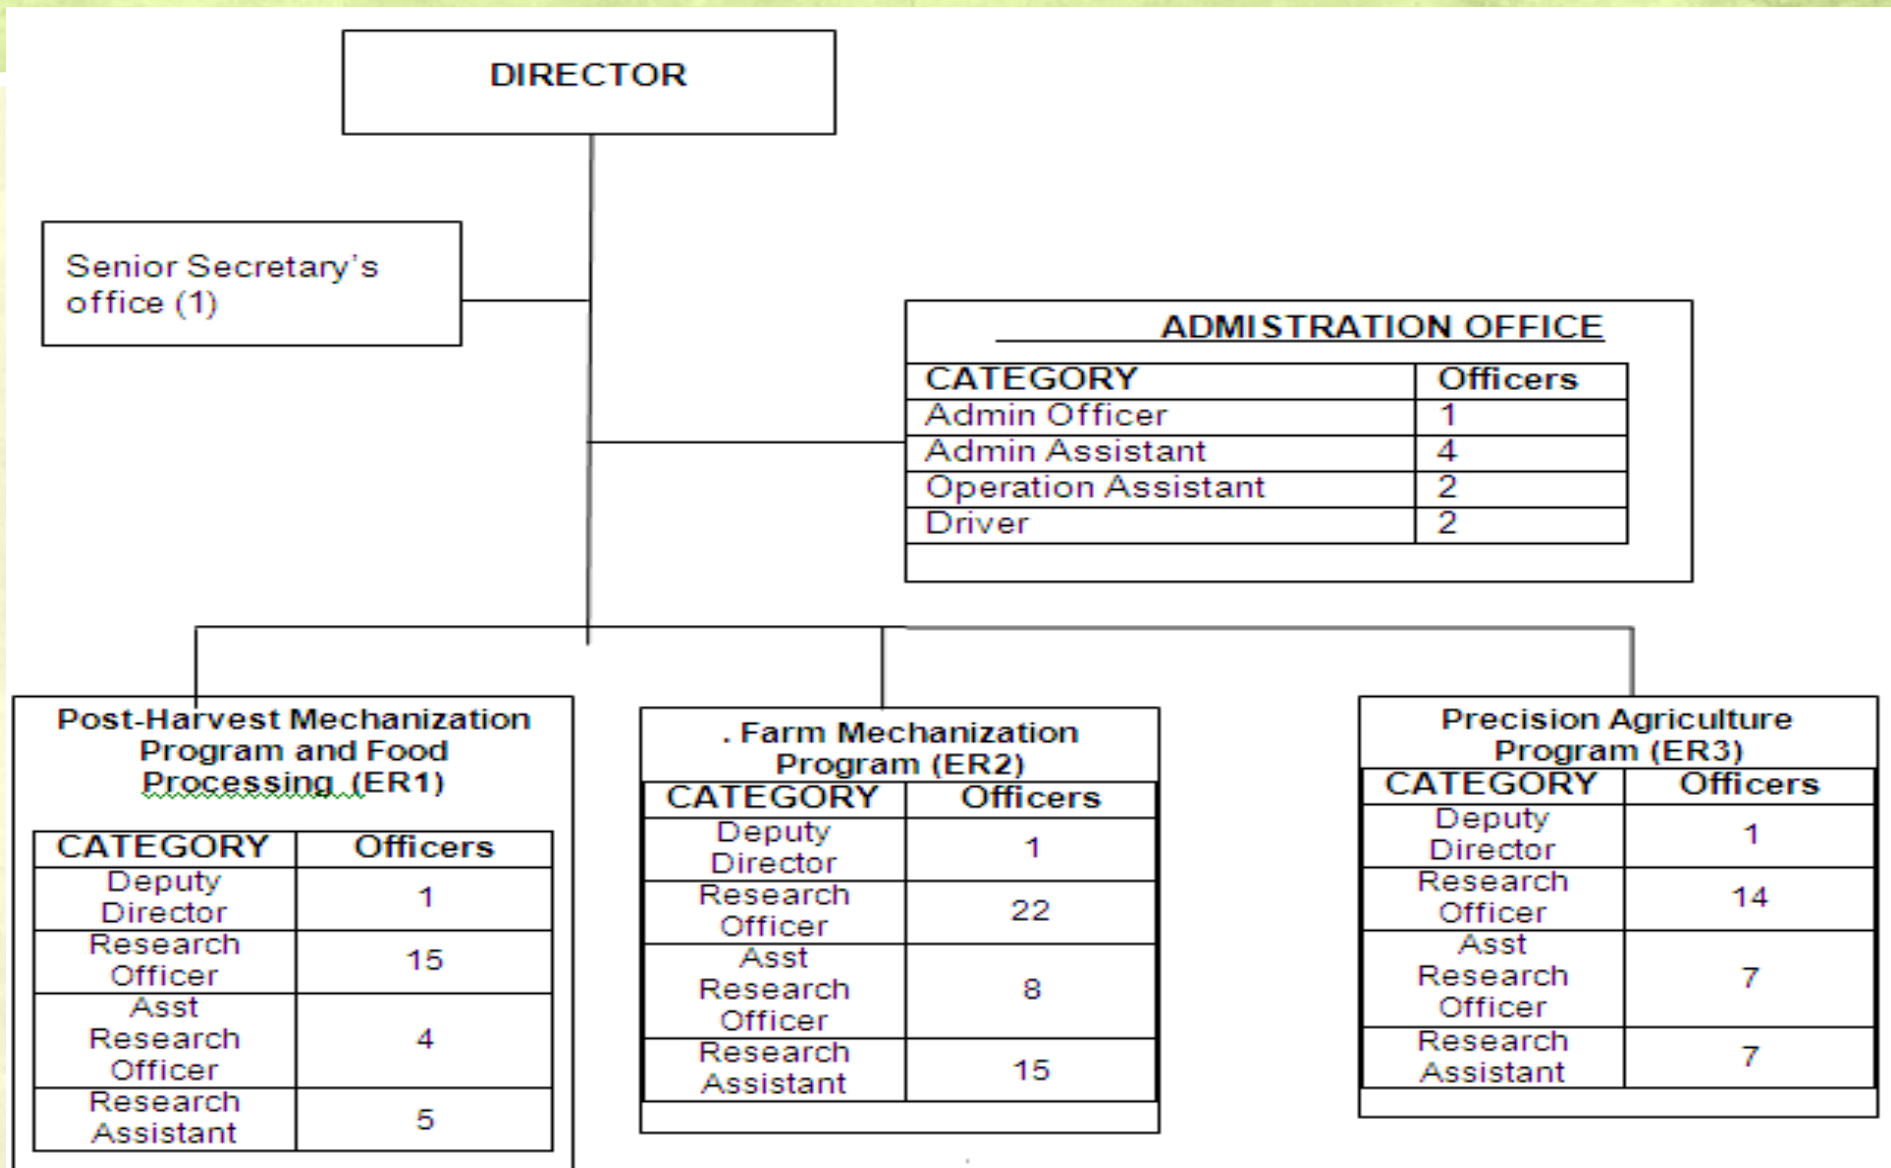 DIRECTOR
Senior Secretary’s
office (1)
ADMISTRATION OFFICE
CATEGORY Officers
Admin Officer 1
Admin Assistant 4
Operation Assistant 2
Driver 2
Post-Harvest Mechanization
Program and Food
Processing (ER1)
CATEGORY Officers
Deputy
Director 1
Research
Officer 15
Asst
Research 4
Officer
Research
Assistant 5
. Farm Mechanization
Program (ER2)
CATEGORY Officers
Deputy
Director 1
Research
Officer 22
Asst
Research 8
Officer
Research
Assistant 15
Precision Agriculture
Program (ER3)
CATEGORY Officers
Deputy
Director 1
Research
Officer 14
Asst
Research 7
Officer
Research
Assistant 7